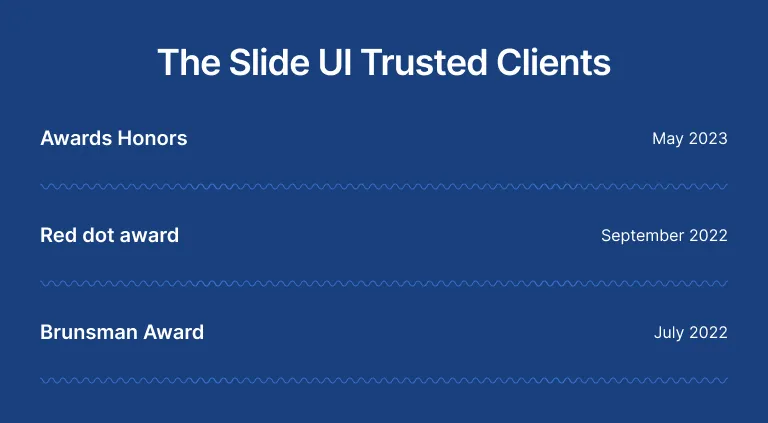 The Slide UI Trusted Clients
Awards Honors May 2023
Red dot award September 2022
Brunsman Award July 2022